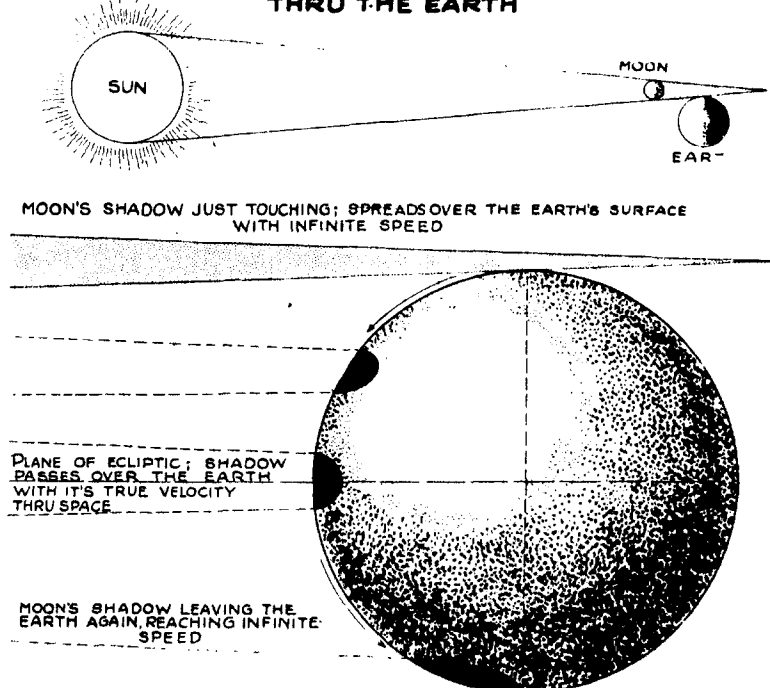 THRU THE EARTH
SUN
MOON
EAR
MOON'S SHADOW JUST TOUCHING; SPREADS OVER THE EARTH'S SURFACE
WITH INFINITE SPEED
PLANE OF ECLIPTIC; SHADOW
PASSES OVER THE EARTH
WITH IT'S TRUE VELOCITY
THRU SPACE
MOON'S SHADOW LEAVING THE
EARTH AGAIN, REACHING INFINITE
SPEED